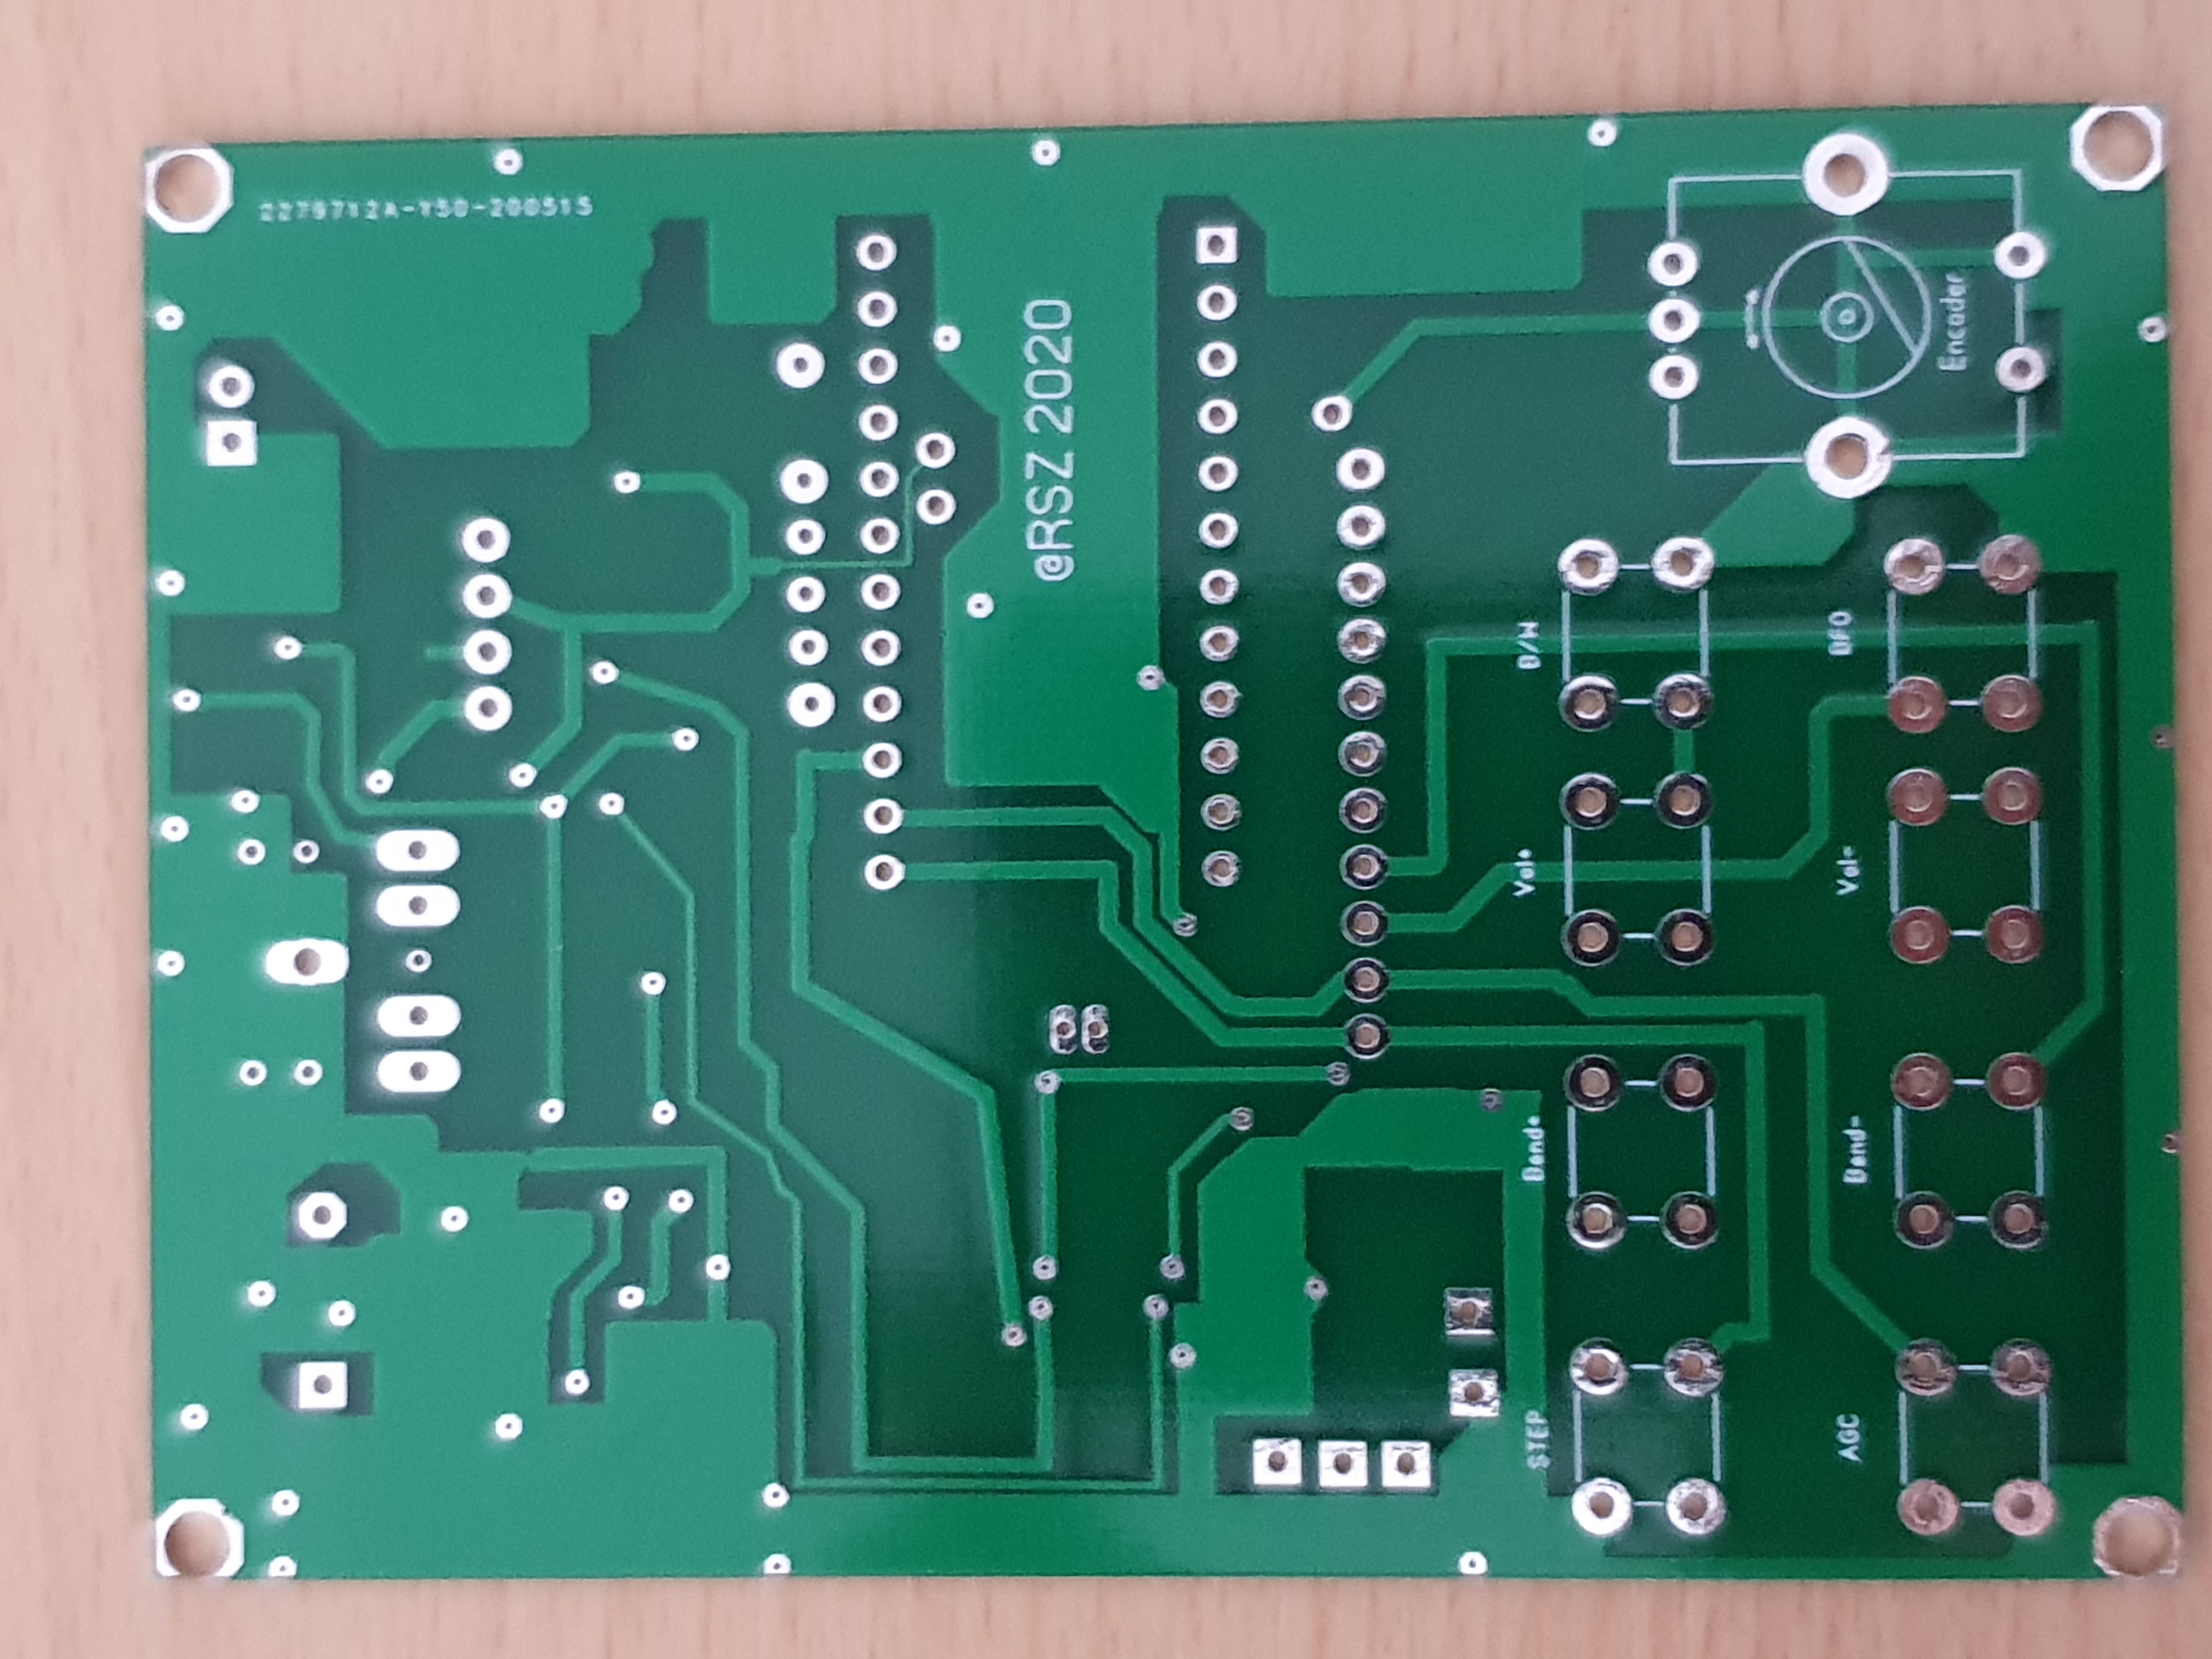 @RSZ 2020
STEP Band+ Vol+ B/W
AGC Band- Vol- BFO
Encoder